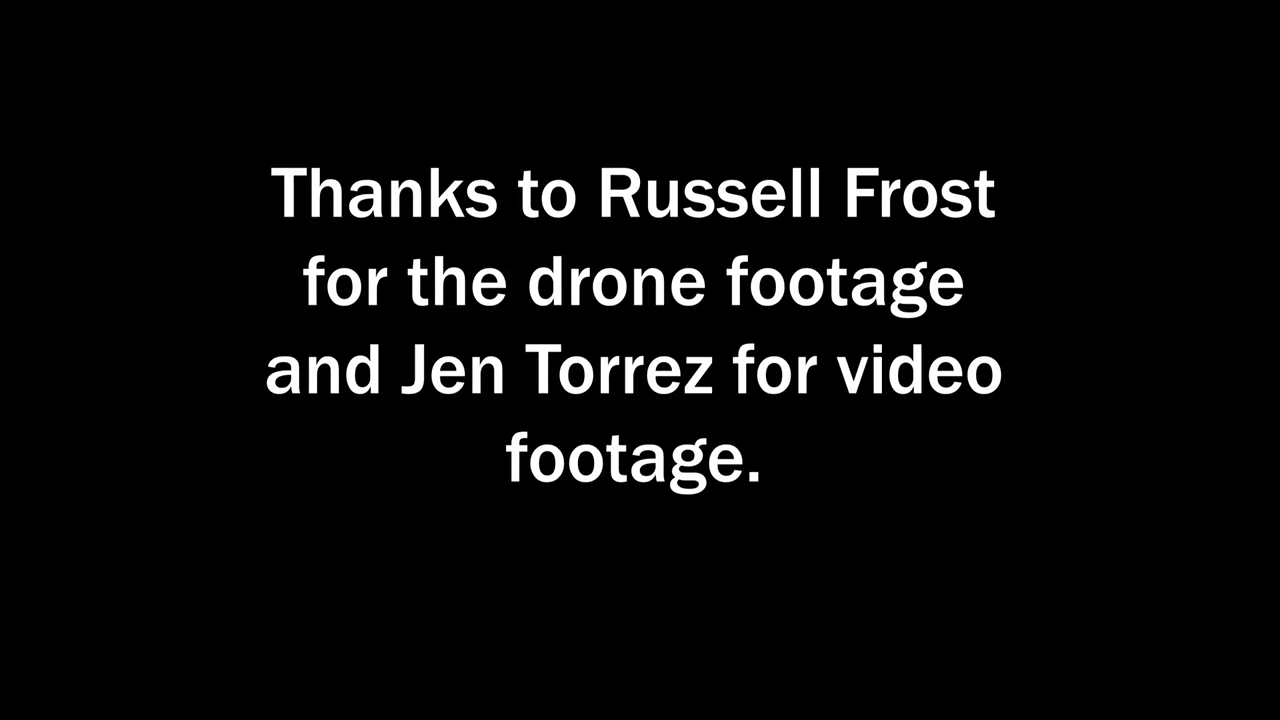 Thanks to Russell Frost
for the drone footage
and Jen Torrez for video
footage.